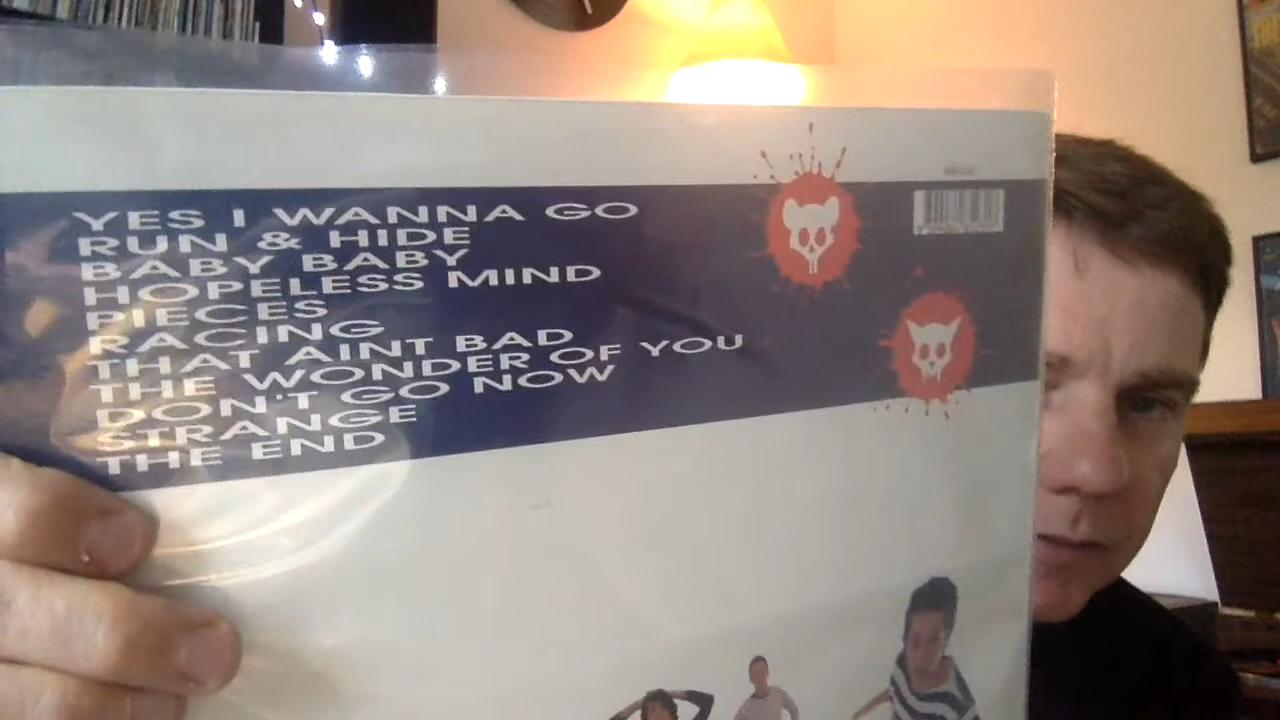 YES I WANNA GO
RUN & HIDE
BABY BABY
HOPELESS MIND
PIECES
RACING
THAT AINT BAD
THE WONDER OF YOU
DON'T GO NOW
STRANGE
THE END